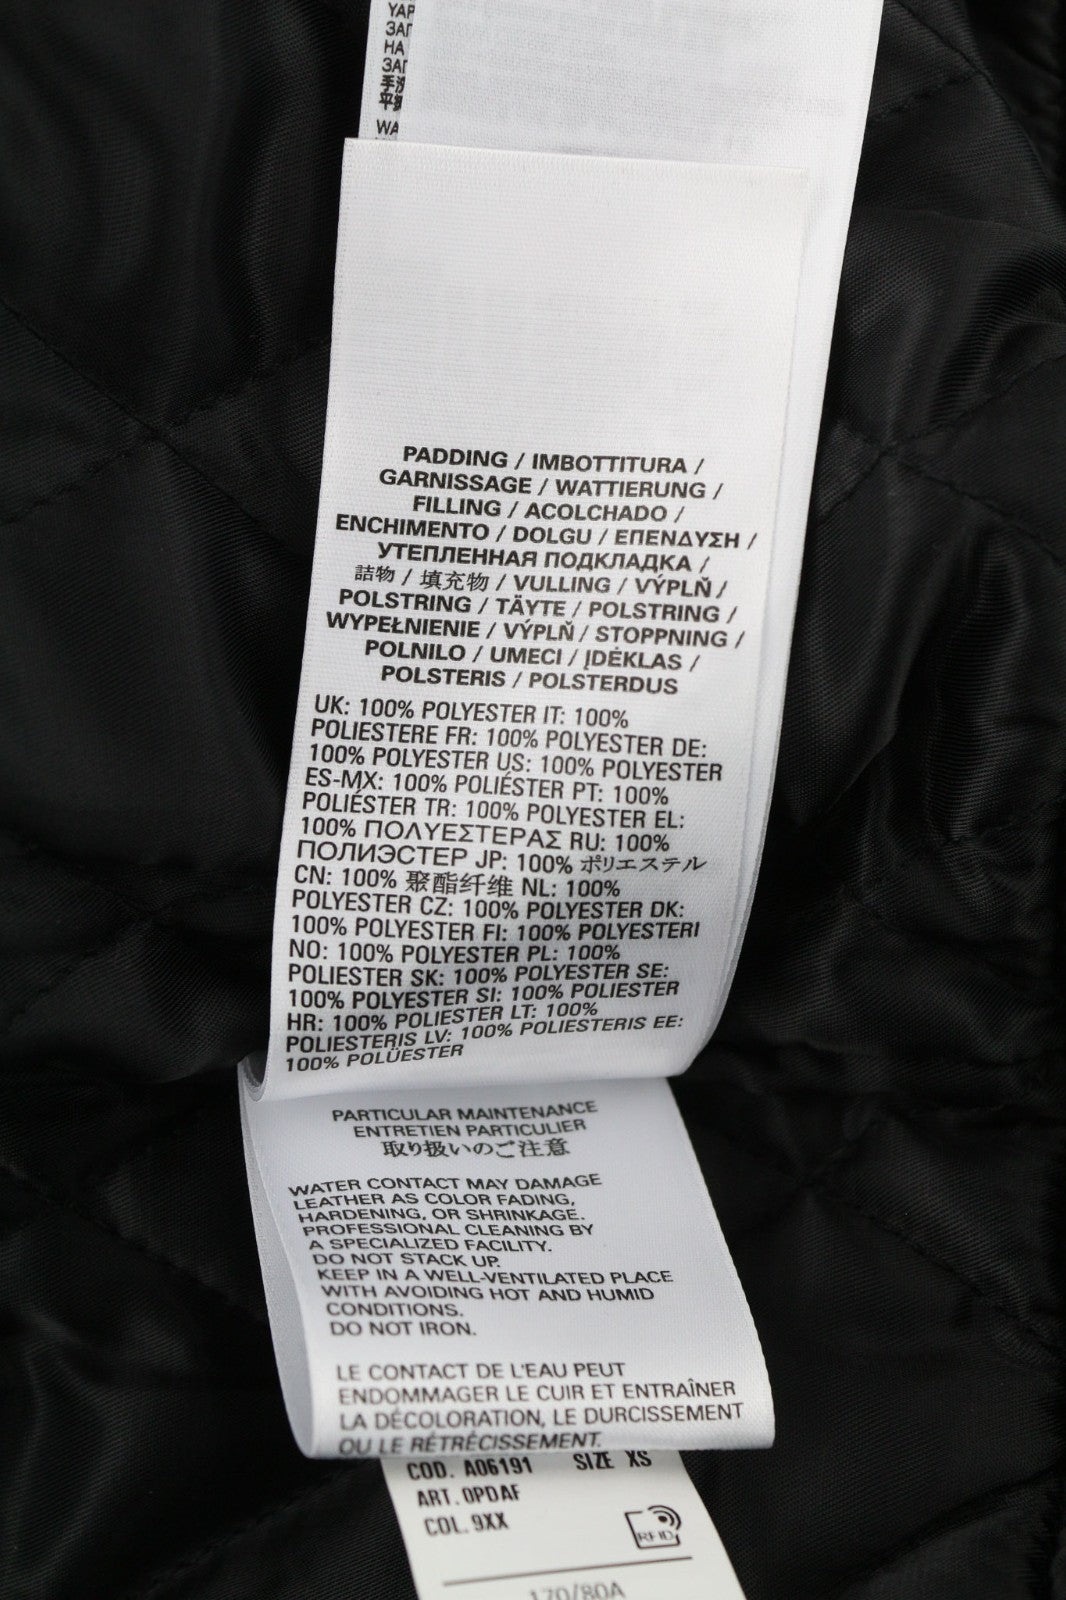 YAP
ЗАП
НА
ЗАП
手洗
平
WA
PADDING / IMBOTTITURA /
GARNISSAGE / WATTIERUNG /
FILLING / ACOLCHADO /
ENCHIMENTO / DOLGU / ΕΠΕΝΔΥΣΗ /
УТЕПЛЕННАЯ ПОДКЛАДКА /
詰物 / 填充物 / VULLING / VÝPLŇ /
POLSTRING / TÄYTE / POLSTRING /
WYPEŁNIENIE / VÝPLŇ / STOPPNING /
POLNILO / UMECI / ĮDĖKLAS /
POLSTERIS / POLSTERDUS
UK: 100% POLYESTER IT: 100%
POLIESTERE FR: 100% POLYESTER DE:
100% POLYESTER US: 100% POLYESTER
ES-MX: 100% POLIÉSTER PT: 100%
POLIÉSTER TR: 100% POLYESTER EL:
100% ΠΟΛΥΕΣΤΕΡΑΣ RU: 100%
ПОЛИЭСТЕР JP: 100% ポリエステル
CN: 100% 聚酯纤维 NL: 100%
POLYESTER CZ: 100% POLYESTER DK:
100% POLYESTER FI: 100% POLYESTERI
NO: 100% POLYESTER PL: 100%
POLIESTER SK: 100% POLYESTER SE:
100% POLYESTER SI: 100% POLIESTER
HR: 100% POLIESTER LT: 100%
POLIESTERIS LV: 100% POLIESTERIS EE:
100% POLÜESTER
PARTICULAR MAINTENANCE
ENTRETIEN PARTICULIER
取り扱いのご注意
WATER CONTACT MAY DAMAGE
LEATHER AS COLOR FADING,
HARDENING, OR SHRINKAGE.
PROFESSIONAL CLEANING BY
A SPECIALIZED FACILITY.
DO NOT STACK UP.
KEEP IN A WELL-VENTILATED PLACE
WITH AVOIDING HOT AND HUMID
CONDITIONS.
DO NOT IRON.
LE CONTACT DE L'EAU PEUT
ENDOMMAGER LE CUIR ET ENTRAÎNER
LA DÉCOLORATION, LE DURCISSEMENT
OU LE RÉTRÉCISSEMENT.
COD. A06191 SIZE XS
ART.0PDAF
COL.9XX
RFID
170/80A